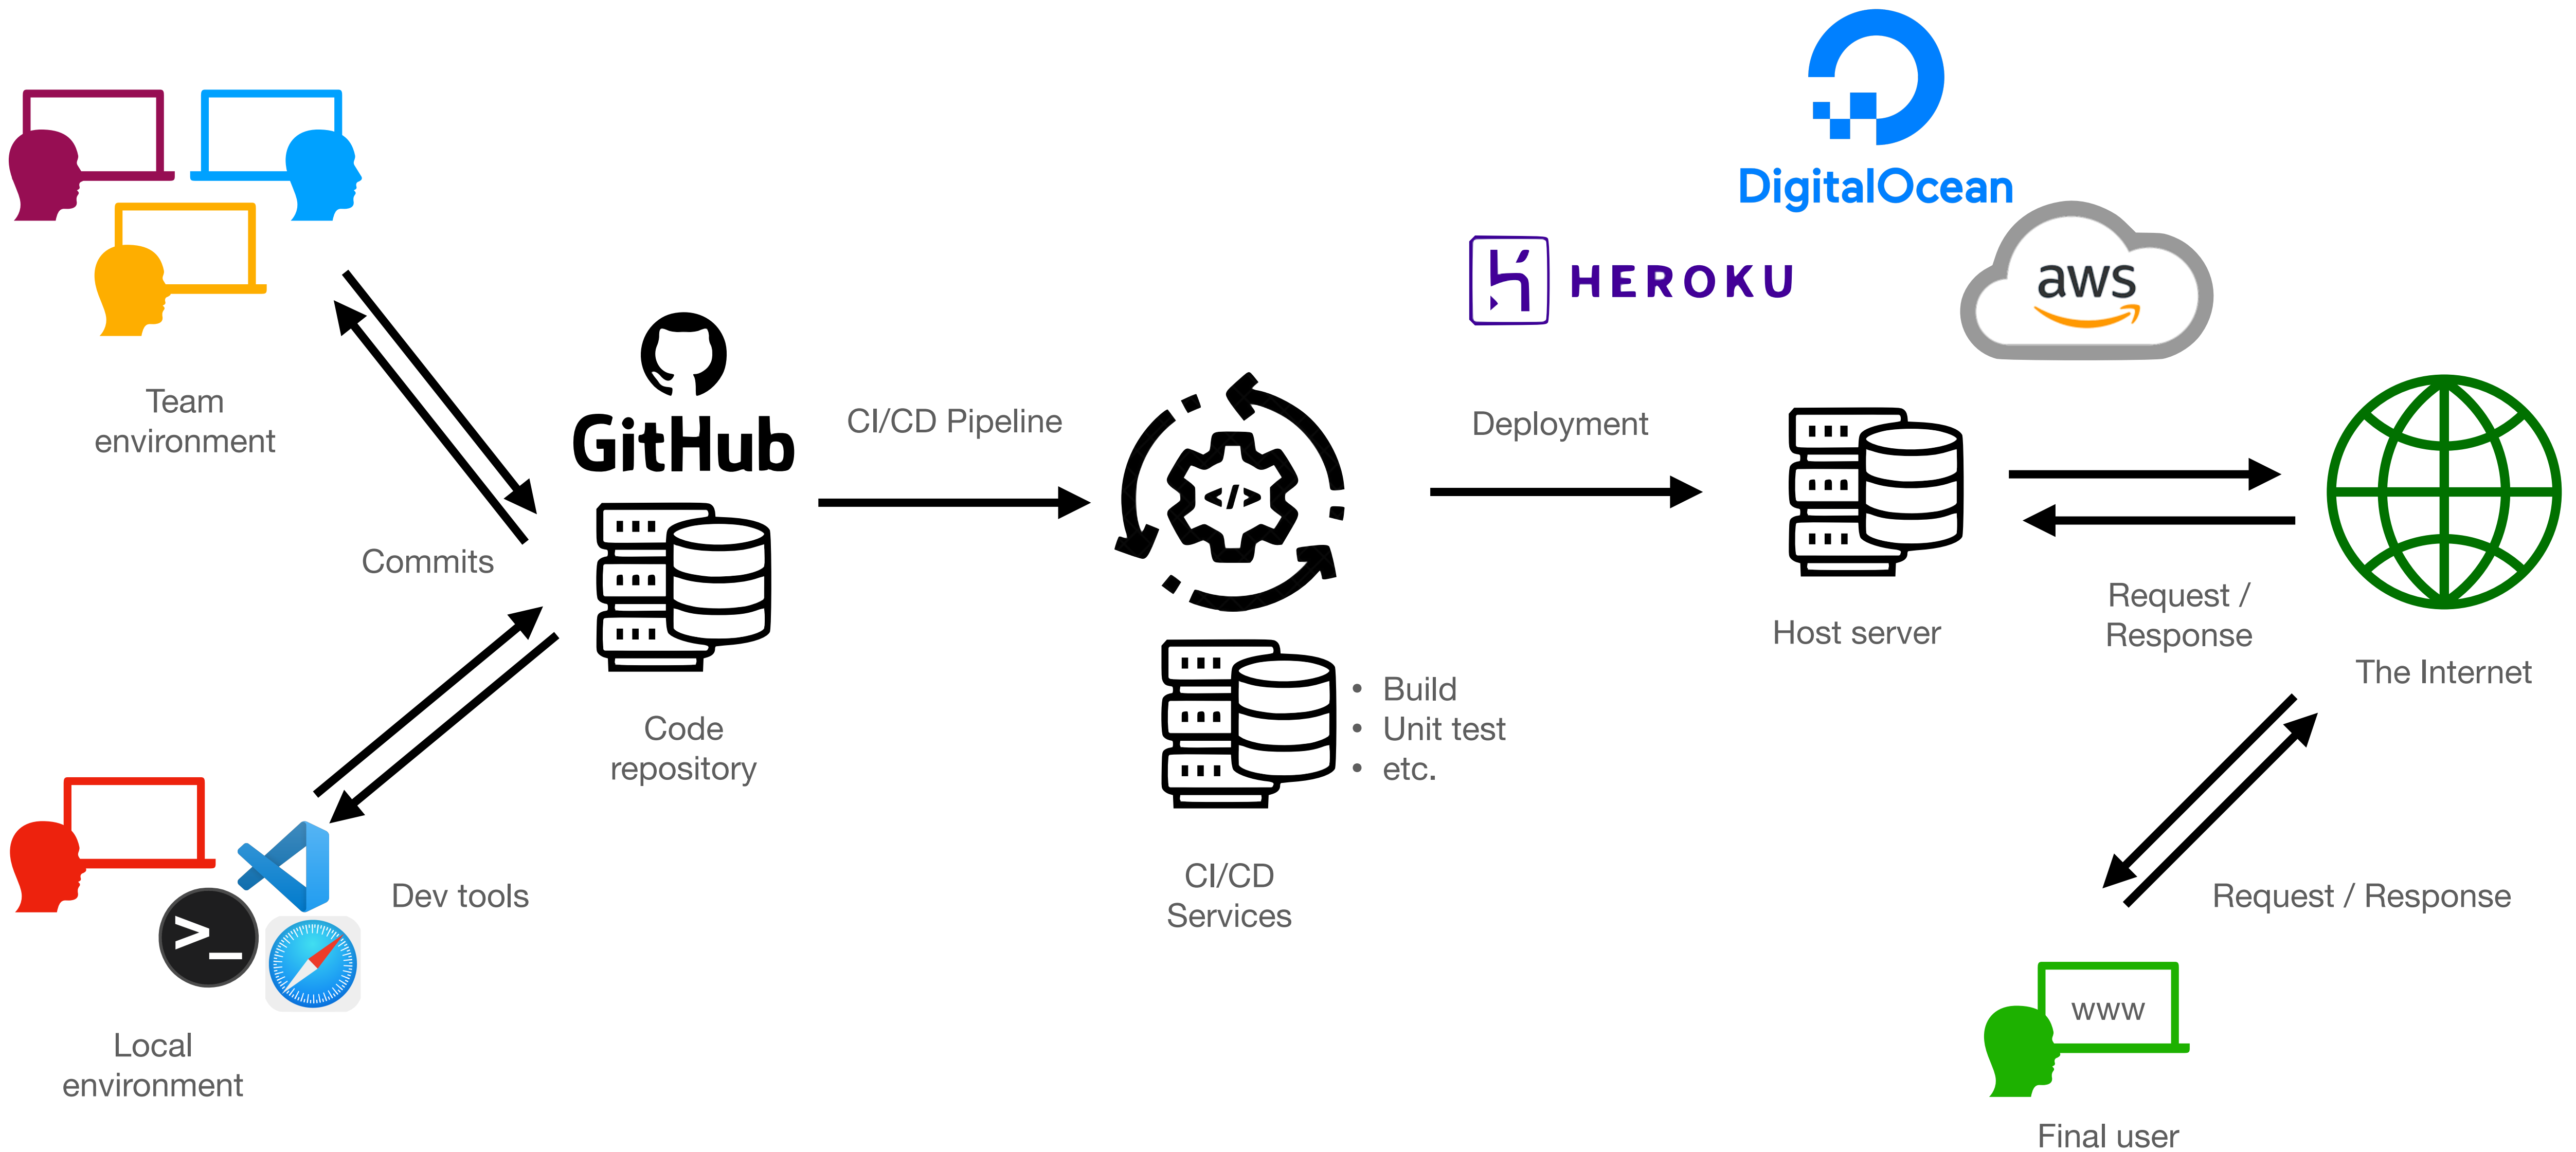 DigitalOcean
HEROKU
aws
Team
environment
GitHub
CI/CD Pipeline
</>
Deployment
Commits
Code
repository
• Build
• Unit test
• etc.
CI/CD
Services
Host server
Request /
Response
The Internet
>_
Dev tools
Local
environment
Request / Response
www
Final user